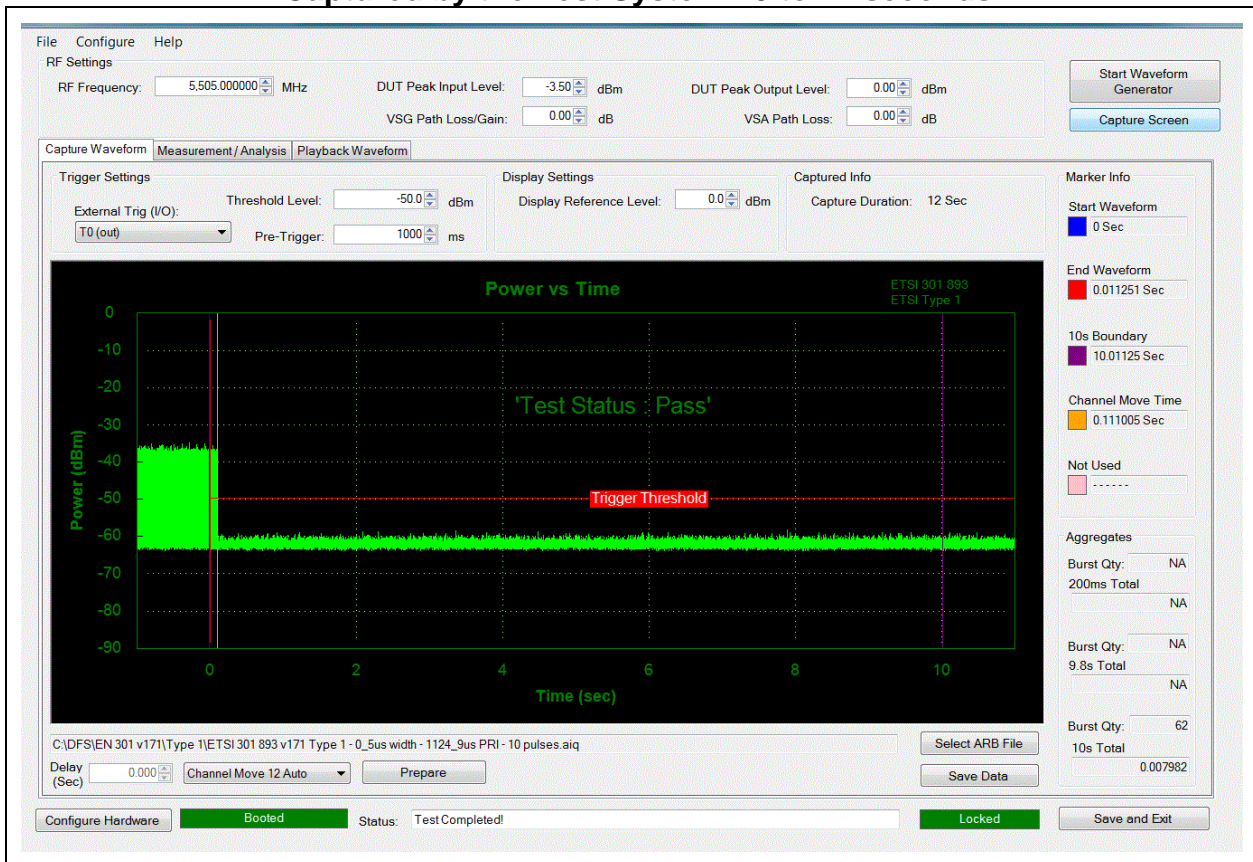 File Configure Help
RF Settings
RF Frequency: 5,505.000000 MHz
DUT Peak Input Level: -3.50 dBm
DUT Peak Output Level: 0.00 dBm
VSG Path Loss/Gain: 0.00 dB
VSA Path Loss: 0.00 dB
Start Waveform
Generator
Capture Screen
Capture Waveform Measurement / Analysis Playback Waveform
Trigger Settings
External Trig (I/O):
T0 (out)
Threshold Level: -50.0 dBm
Pre-Trigger: 1000 ms
Display Settings
Display Reference Level: 0.0 dBm
Captured Info
Capture Duration: 12 Sec
Marker Info
Start Waveform
0 Sec
End Waveform
0.011251 Sec
10s Boundary
10.01125 Sec
Channel Move Time
0.111005 Sec
Not Used
- - - - - -
Power vs Time
ETSI 301 893
ETSI Type 1
'Test Status : Pass'
Trigger Threshold
Power (dBm)
0
-10
-20
-30
-40
-50
-60
-70
-80
-90
0 2 4 6 8 10
Time (sec)
Aggregates
Burst Qty: NA
200ms Total
NA
Burst Qty: NA
9.8s Total
NA
Burst Qty: 62
10s Total
0.007982
C:\DFS\EN 301 v171\Type 1\ETSI 301 893 v171 Type 1 - 0_5us width - 1124_9us PRI - 10 pulses.aiq
Select ARB File
Delay
(Sec)
0.000
Channel Move 12 Auto
Prepare
Save Data
Configure Hardware
Booted
Status: Test Completed!
Locked
Save and Exit